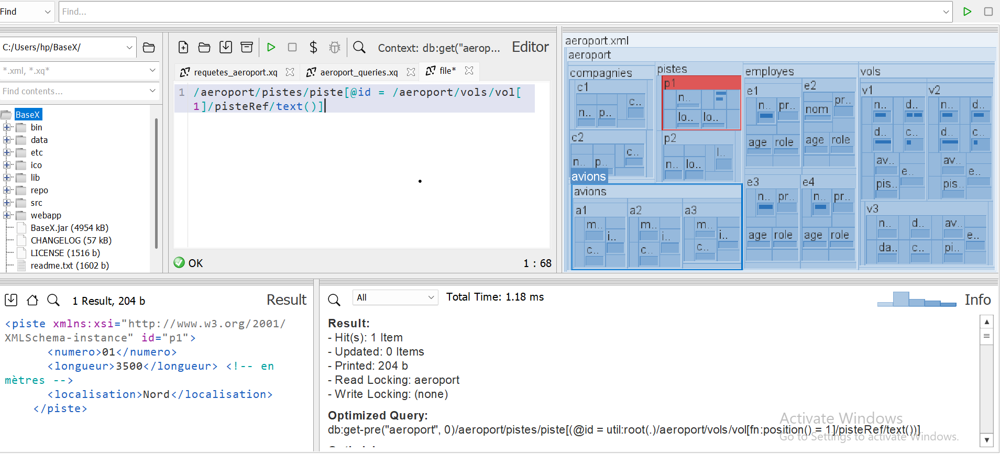 Find
Find...
C:/Users/hp/BaseX/
*.xml, *.xq*
Find contents...
BaseX
bin
data
etc
ico
lib
repo
src
webapp
BaseX.jar (4954 kB)
CHANGELOG (57 kB)
LICENSE (1516 b)
readme.txt (1602 b)
Context: db:get("aerop...
Editor
requetes_aeroport.xq
aeroport_queries.xq
file*
1 /aeroport/pistes/piste[@id = /aeroport/vols/vol[
1]/pisteRef/text()]
OK
1 : 68
aeroport.xml
aeroport
compagnies
c1
n.. p.. c..
c2
n.. p.. c..
pistes
p1
n..
lo.. lo..
p2
n.. lo.. l..
avions
avions
a1
m.. i..
c..
a2
m.. i..
c..
a3
m.. i..
c..
employes
e1
n.. pr..
age role
e2
nom pr..
age role
e3
n.. pr..
age role
e4
n.. pr..
age role
vols
v1
n.. d..
d.. c..
av.. e..
pis..
v2
n.. d..
d.. c..
av.. e..
pis..
v3
n.. d.. av.. e..
da.. c.. pi..
1 Result, 204 b
Result
<piste xmlns:xsi="http://www.w3.org/2001/
XMLSchema-instance" id="p1">
<numero>01</numero>
<longueur>3500</longueur> <!-- en
mètres -->
<localisation>Nord</localisation>
</piste>
All
Total Time: 1.18 ms
Info
Result:
- Hit(s): 1 Item
- Updated: 0 Items
- Printed: 204 b
- Read Locking: aeroport
- Write Locking: (none)
Optimized Query:
db:get-pre("aeroport", 0)/aeroport/pistes/piste[(@id = util:root(.)/aeroport/vols/vol[fn:position() = 1]/pisteRef/text())]
Activate Windows
Go to Settings to activate Windows.